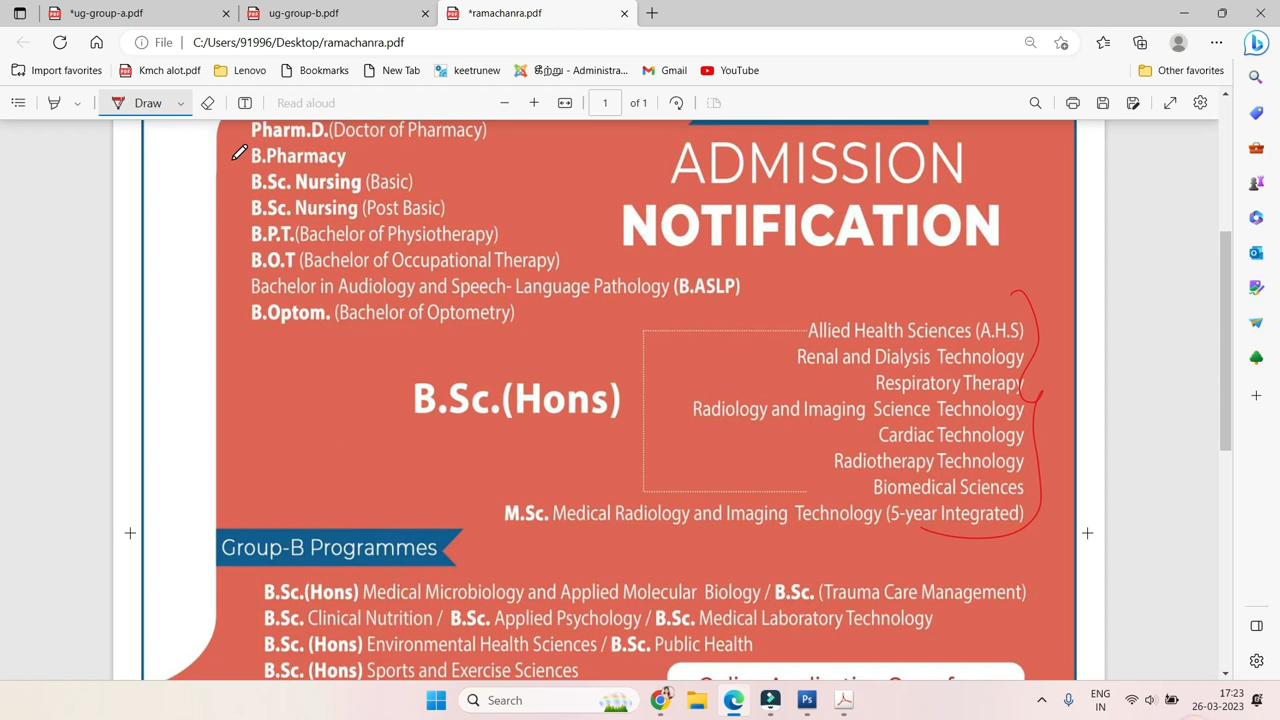 *ug-group-a.pdf
ug-group-b.pdf
*ramachanra.pdf
File C:/Users/91996/Desktop/ramachanra.pdf
Import favorites
Kmch alot.pdf
Lenovo
Bookmarks
New Tab
keetrunew
கீற்று - Administra...
Gmail
YouTube
Other favorites
Draw
Read aloud
1 of 1
Pharm.D.(Doctor of Pharmacy)
B.Pharmacy
B.Sc. Nursing (Basic)
B.Sc. Nursing (Post Basic)
B.P.T.(Bachelor of Physiotherapy)
B.O.T (Bachelor of Occupational Therapy)
Bachelor in Audiology and Speech- Language Pathology (B.ASLP)
B.Optom. (Bachelor of Optometry)
ADMISSION
NOTIFICATION
B.Sc.(Hons)
Allied Health Sciences (A.H.S)
Renal and Dialysis Technology
Respiratory Therapy
Radiology and Imaging Science Technology
Cardiac Technology
Radiotherapy Technology
Biomedical Sciences
M.Sc. Medical Radiology and Imaging Technology (5-year Integrated)
Group-B Programmes
B.Sc.(Hons) Medical Microbiology and Applied Molecular Biology / B.Sc. (Trauma Care Management)
B.Sc. Clinical Nutrition / B.Sc. Applied Psychology / B.Sc. Medical Laboratory Technology
B.Sc. (Hons) Environmental Health Sciences / B.Sc. Public Health
B.Sc. (Hons) Sports and Exercise Sciences
Search
ENG
IN
17:23
26-03-2023